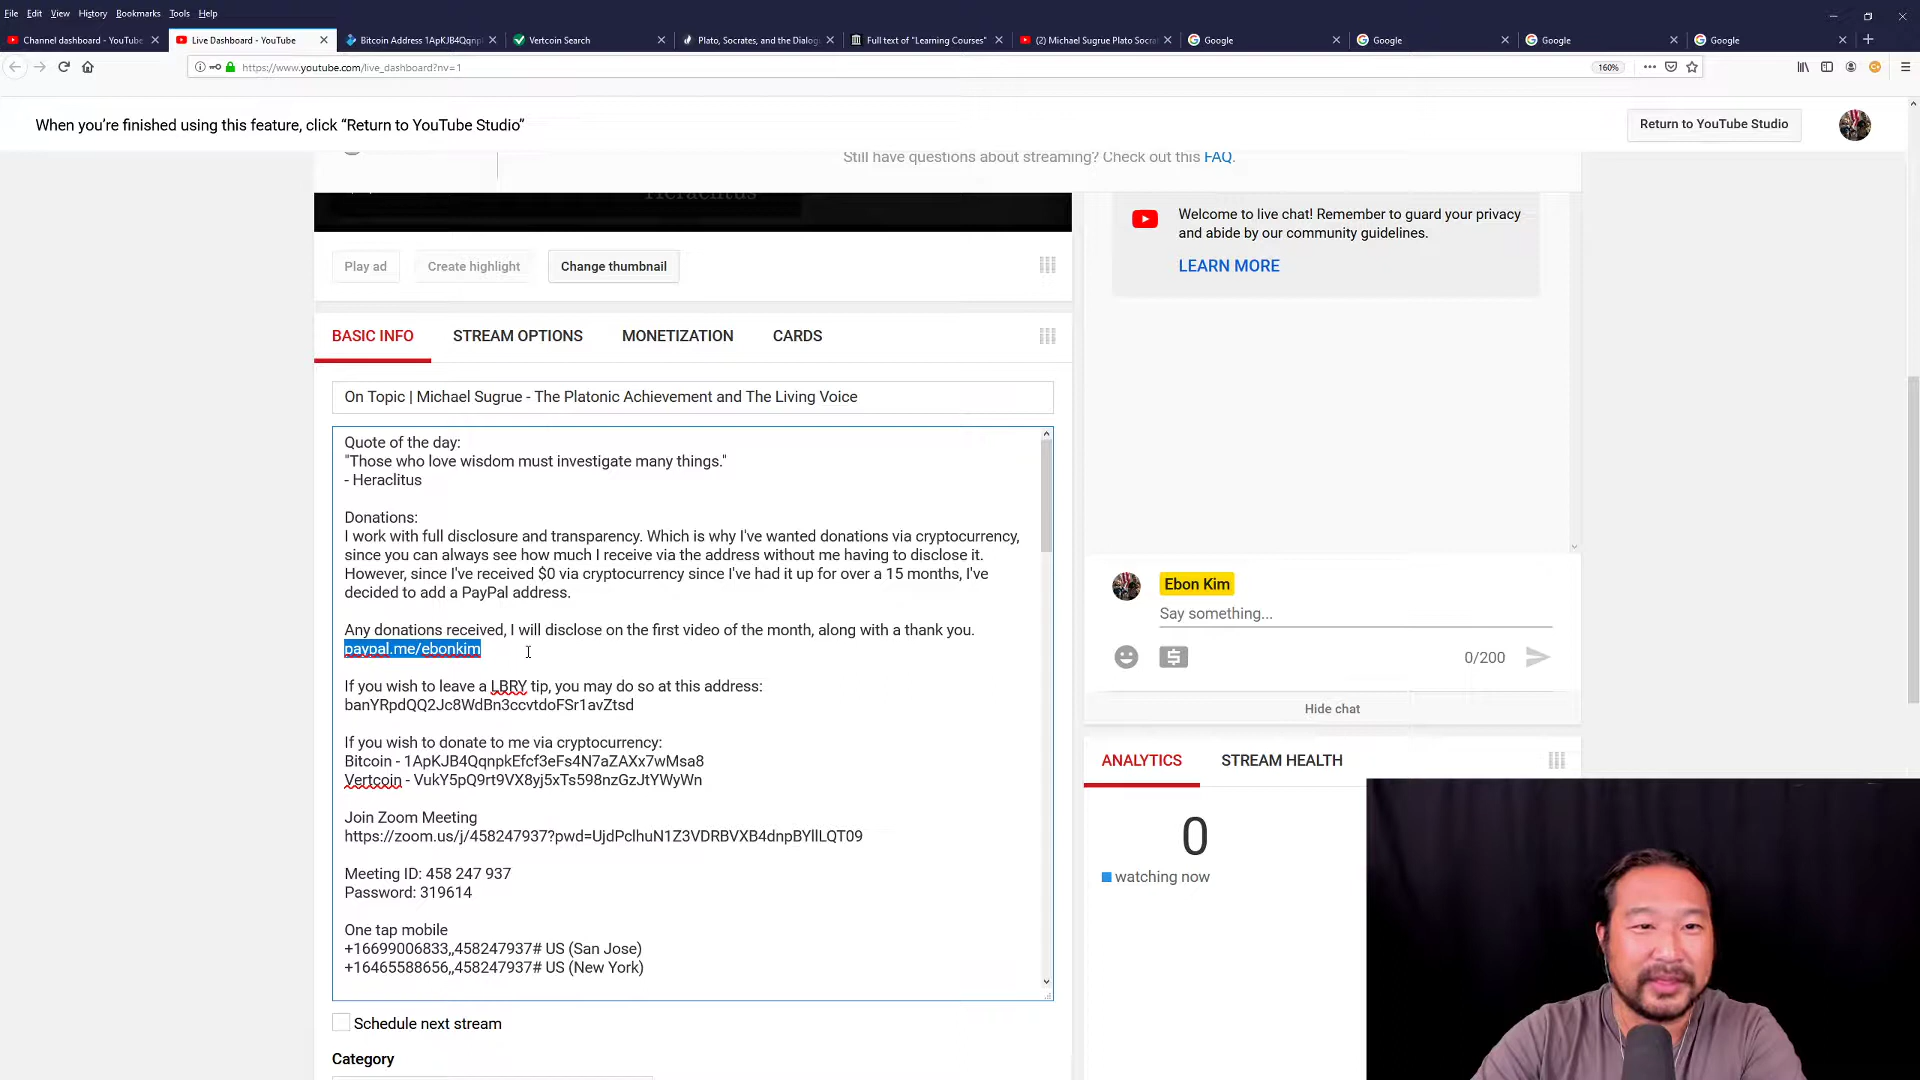 File Edit View History Bookmarks Tools Help
Channel dashboard - YouTube
Live Dashboard - YouTube
Bitcoin Address 1ApKJB4Qqnp
Vertcoin Search
Plato, Socrates, and the Dialog
Full text of "Learning Courses"
(2) Michael Sugrue Plato Socra
Google
Google
Google
Google
https://www.youtube.com/live_dashboard?nv=1
160%
When you're finished using this feature, click "Return to YouTube Studio"
Return to YouTube Studio
Still have questions about streaming? Check out this FAQ.
Heraclitus
Welcome to live chat! Remember to guard your privacy
and abide by our community guidelines.
LEARN MORE
Play ad
Create highlight
Change thumbnail
BASIC INFO
STREAM OPTIONS
MONETIZATION
CARDS
On Topic | Michael Sugrue - The Platonic Achievement and The Living Voice
Quote of the day:
"Those who love wisdom must investigate many things."
- Heraclitus
Donations:
I work with full disclosure and transparency. Which is why I've wanted donations via cryptocurrency,
since you can always see how much I receive via the address without me having to disclose it.
However, since I've received $0 via cryptocurrency since I've had it up for over a 15 months, I've
decided to add a PayPal address.
Any donations received, I will disclose on the first video of the month, along with a thank you.
paypal.me/ebonkim
If you wish to leave a LBRY tip, you may do so at this address:
banYRpdQQ2Jc8WdBn3ccvtdoFSr1avZtsd
If you wish to donate to me via cryptocurrency:
Bitcoin - 1ApKJB4QqnpkEfcf3eFs4N7aZAXx7wMsa8
Vertcoin - VukY5pQ9rt9VX8yj5xTs598nzGzJtYWyWn
Join Zoom Meeting
https://zoom.us/j/458247937?pwd=UjdPclhuN1Z3VDRBVXB4dnpBYllLQT09
Meeting ID: 458 247 937
Password: 319614
One tap mobile
+16699006833,,458247937# US (San Jose)
+16465588656,,458247937# US (New York)
Schedule next stream
Category
Ebon Kim
Say something...
0/200
Hide chat
ANALYTICS
STREAM HEALTH
0
watching now